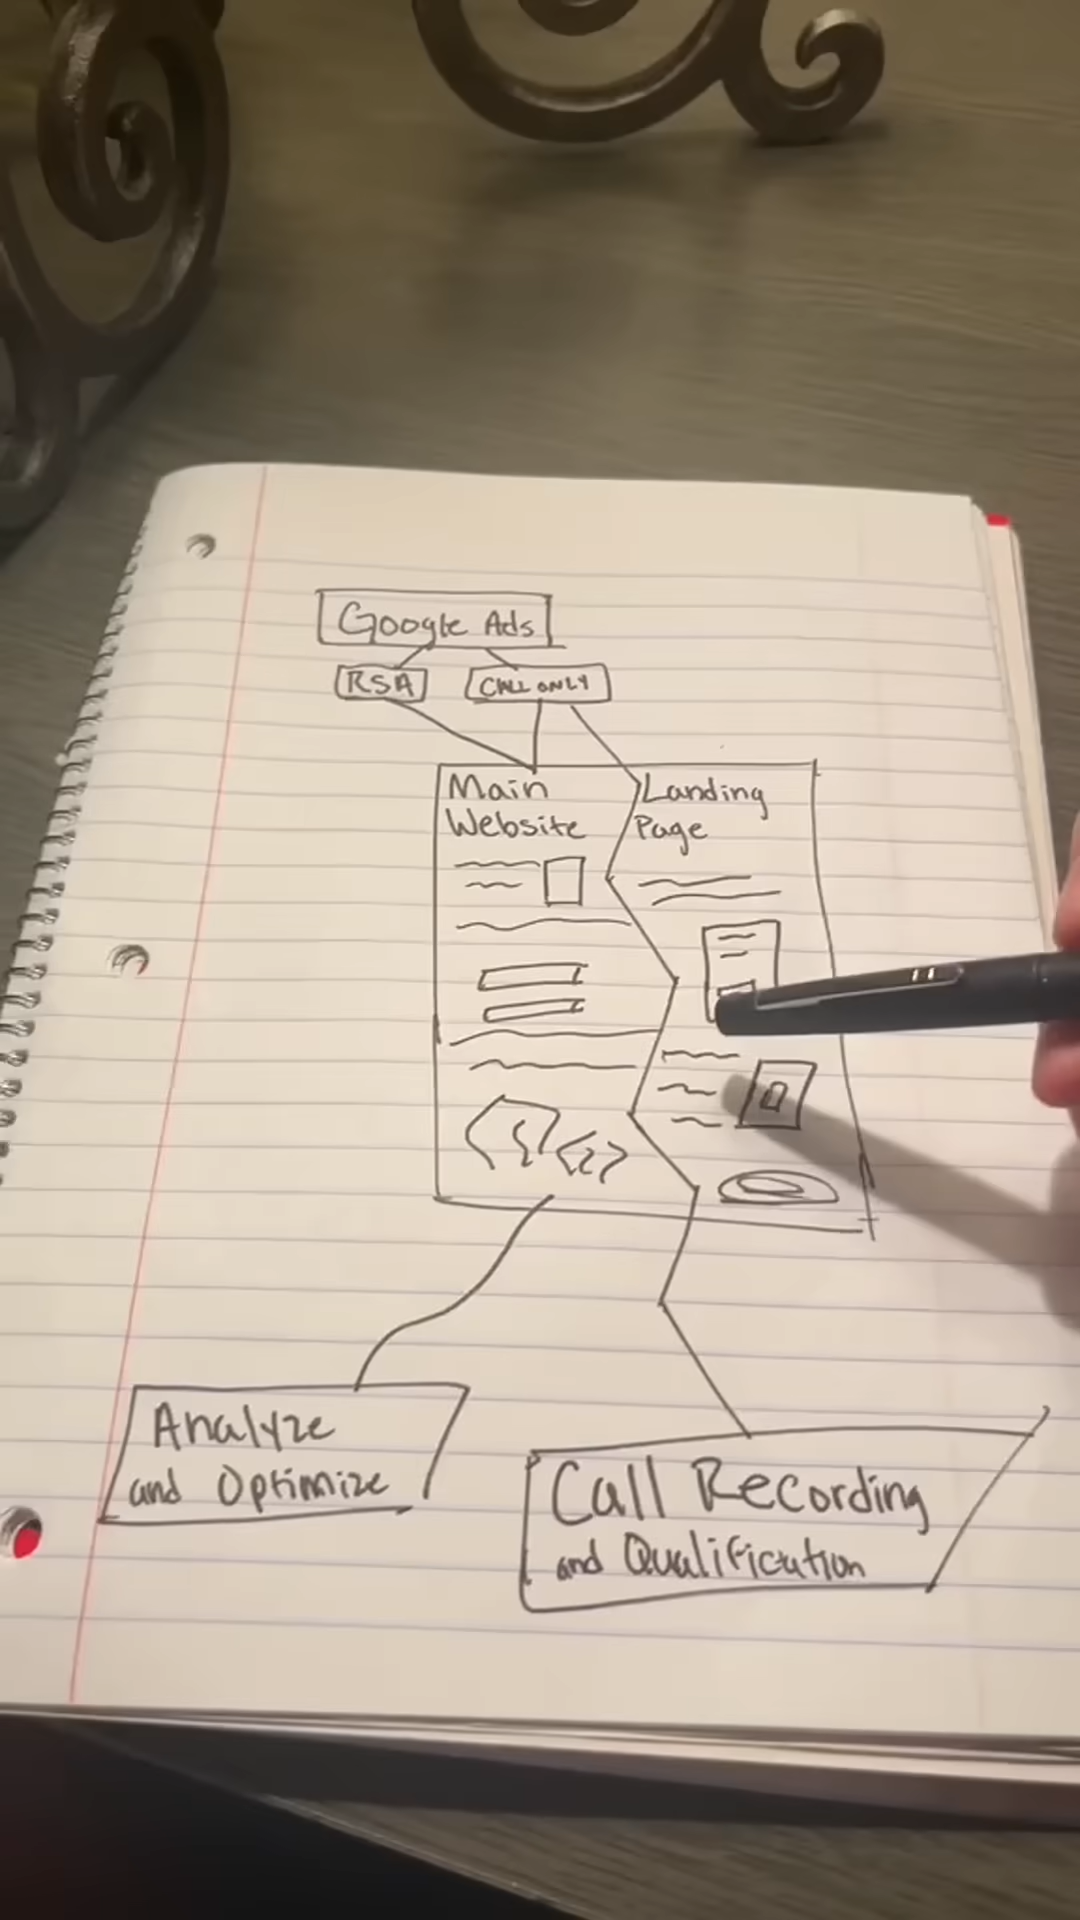 Google Ads
RSA
CALL ONLY
Main
Website
Landing
Page
Analyze
and Optimize
Call Recording
and Qualification